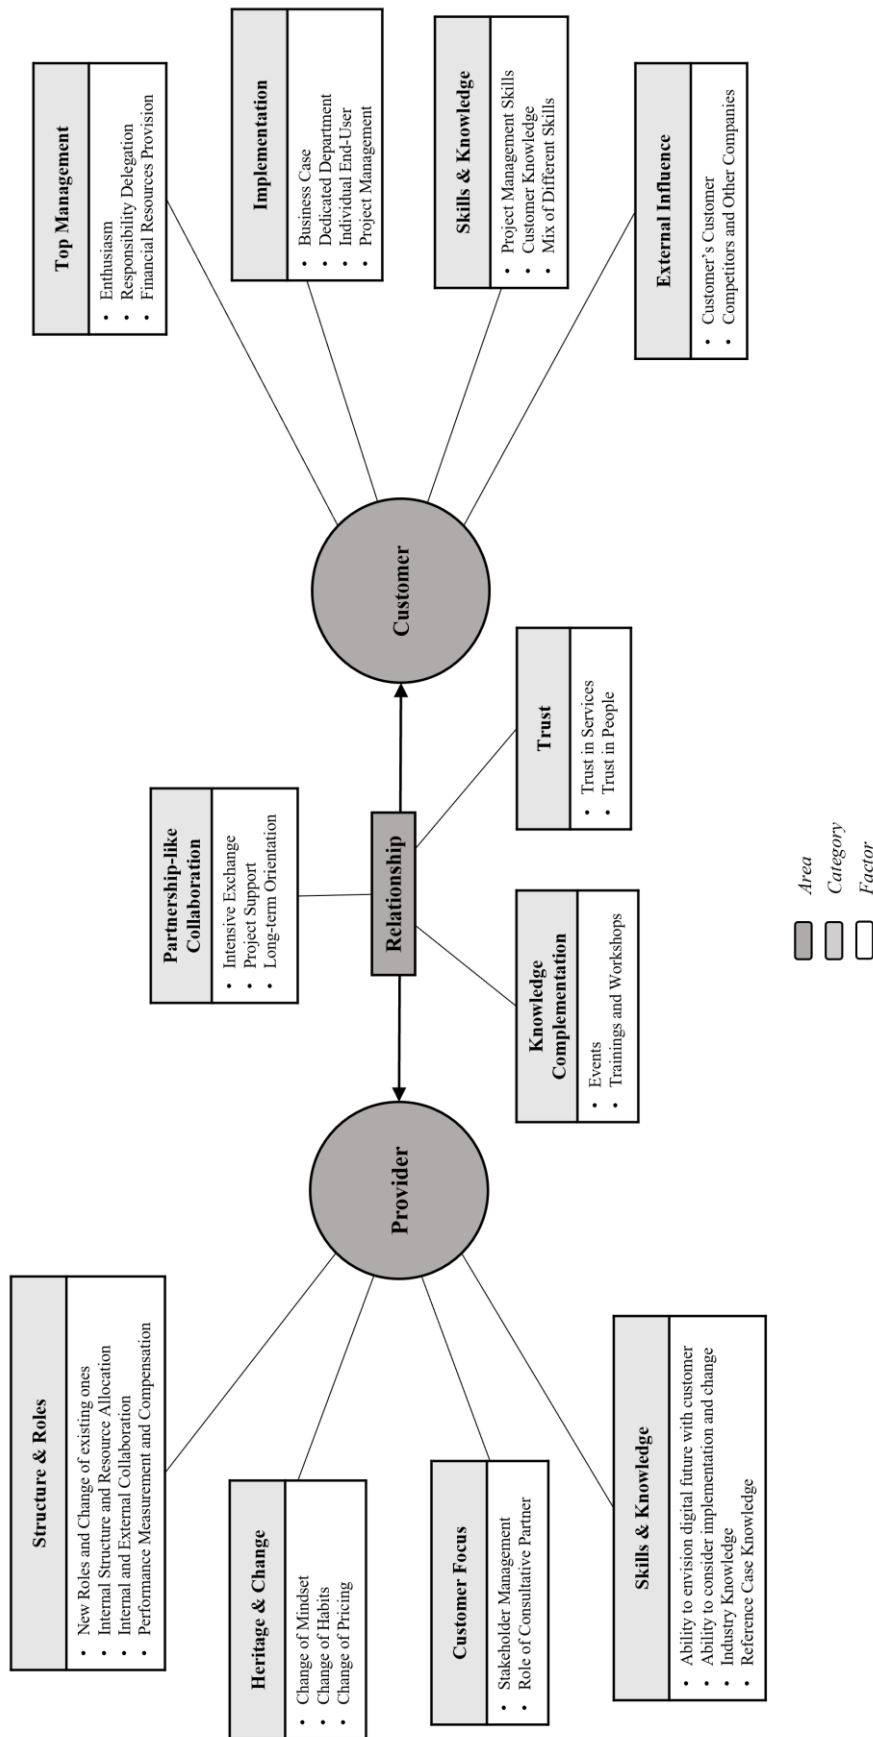 Structure & Roles
• New Roles and Change of existing ones
• Internal Structure and Resource Allocation
• Internal and External Collaboration
• Performance Measurement and Compensation
Heritage & Change
• Change of Mindset
• Change of Habits
• Change of Pricing
Customer Focus
• Stakeholder Management
• Role of Consultative Partner
Skills & Knowledge
• Ability to envision digital future with customer
• Ability to consider implementation and change
• Industry Knowledge
• Reference Case Knowledge
Provider
Partnership-like
Collaboration
• Intensive Exchange
• Project Support
• Long-term Orientation
Relationship
Knowledge
Complementation
• Events
• Trainings and Workshops
Trust
• Trust in Services
• Trust in People
Customer
Top Management
• Enthusiasm
• Responsibility Delegation
• Financial Resources Provision
Implementation
• Business Case
• Dedicated Department
• Individual End-User
• Project Management
Skills & Knowledge
• Project Management Skills
• Customer Knowledge
• Mix of Different Skills
External Influence
• Customer's Customer
• Competitors and Other Companies
Area
Category
Factor